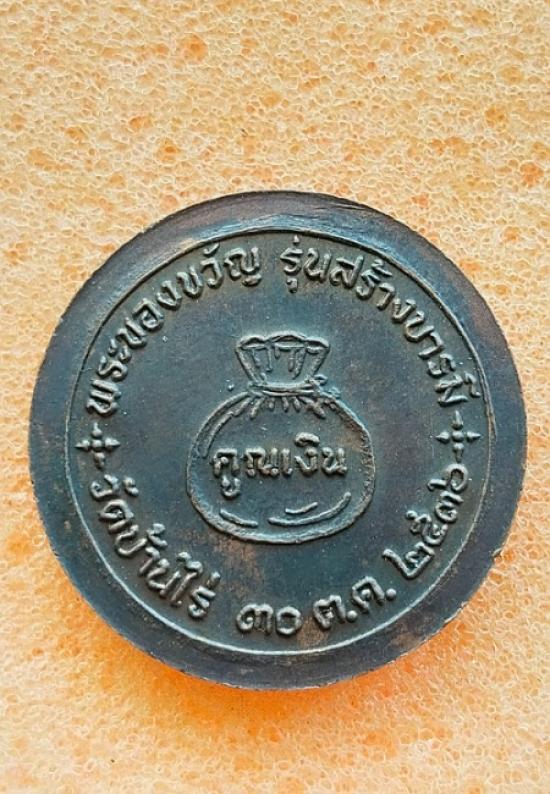 พระของขวัญ รุ่นสร้างบารมี
คูณเงิน
วัดบ้านไร่ ๓๐ ต.ค. ๒๕๓๖